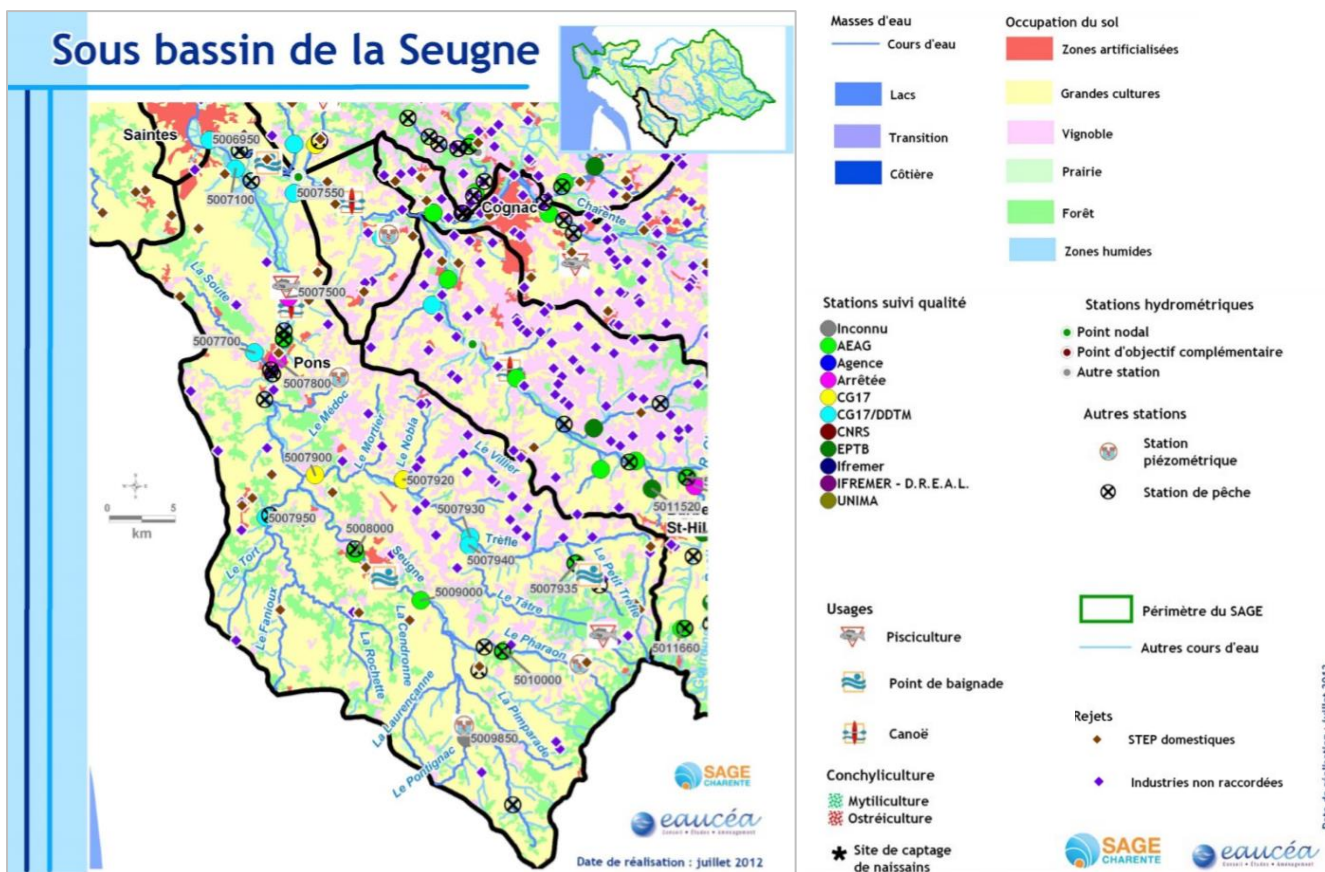 Sous bassin de la Seugne
Saintes
5006950
5007100
5007550
Cognac
Charente
La Soute
5007500
5007700
Pons
5007800
Le Médoc
Le Mortier
Le Nobla
Le Villier
5007900
5007920
5007930
5011520
St-Hil
5007950
5008000
Trèfle
5007940
Le Tort
Seugne
5007935
Le Petit Trèfle
5009000
Le Tâtre
Le Fanioux
La Rochette
La Cendronne
Le Pharaon
5011660
5010000
La Laurençanne
La Pimparade
5009850
Le Pontignac
0 5
km
SAGE
CHARENTE
eaucéa
Conseil • Études • Aménagement
Date de réalisation : juillet 2012
Masses d'eau
Cours d'eau
Lacs
Transition
Côtière
Occupation du sol
Zones artificialisées
Grandes cultures
Vignoble
Prairie
Forêt
Zones humides
Stations suivi qualité
Inconnu
AEAG
Agence
Arrêtée
CG17
CG17/DDTM
CNRS
EPTB
Ifremer
IFREMER - D.R.E.A.L.
UNIMA
Stations hydrométriques
Point nodal
Point d'objectif complémentaire
Autre station
Autres stations
Station
piézométrique
Station de pêche
Usages
Pisciculture
Point de baignade
Canoë
Conchyliculture
Mytiliculture
Ostréiculture
Site de captage
de naissains
Périmètre du SAGE
Autres cours d'eau
Rejets
STEP domestiques
Industries non raccordées
SAGE
CHARENTE
eaucéa
Conseil • Études • Aménagement